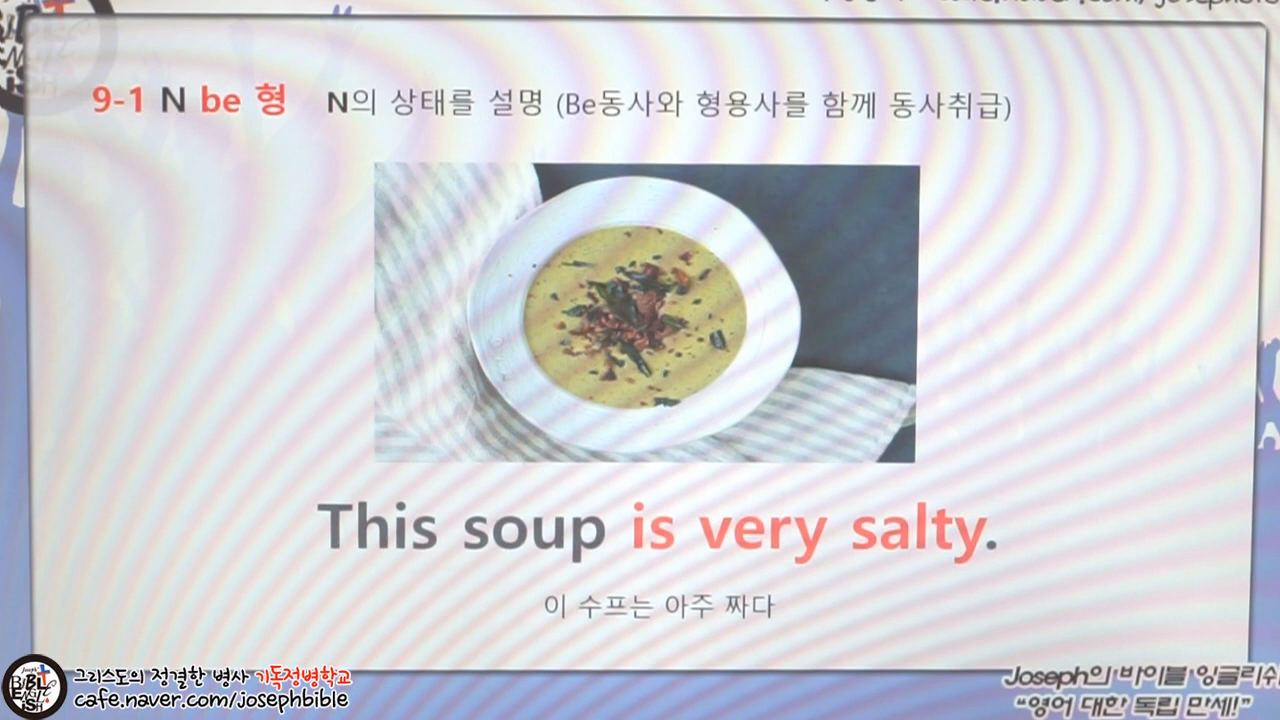 9-1 N be 형 N의 상태를 설명 (Be동사와 형용사를 함께 동사취급)
This soup is very salty.
이 수프는 아주 짜다
그리스도의 정결한 병사 기독정병학교
cafe.naver.com/josephbible
Joseph의 바이블 잉글리쉬
"영어 대한 독립 만세!"